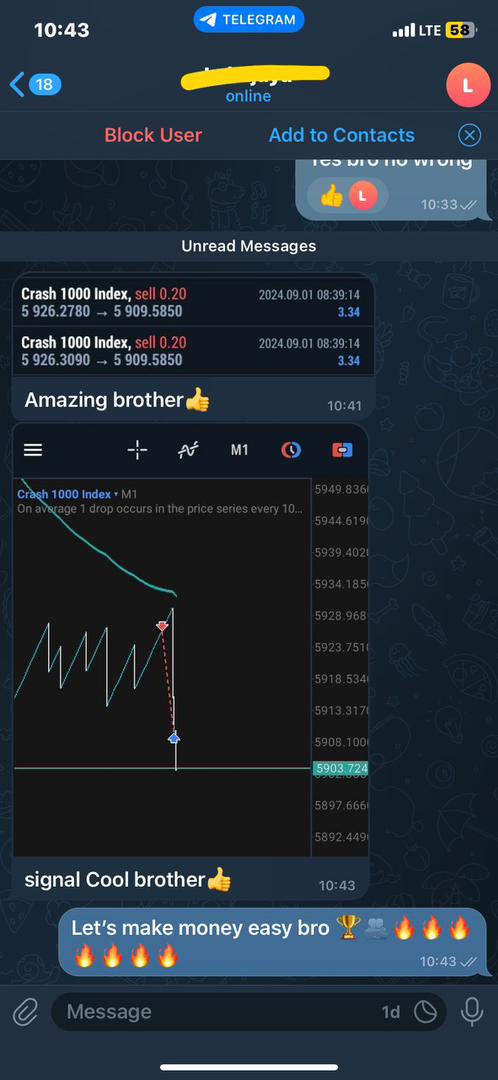 10:43
TELEGRAM
LTE 58
18
online
L
Block User
Add to Contacts
Yes bro no wrong
L
10:33
Unread Messages
Crash 1000 Index, sell 0.20
2024.09.01 08:39:14
5 926.2780 → 5 909.5850
3.34
Crash 1000 Index, sell 0.20
2024.09.01 08:39:14
5 926.3090 → 5 909.5850
3.34
Amazing brother👍
10:41
M1
Crash 1000 Index ▾ M1
On average 1 drop occurs in the price series every 10...
5949.836
5944.619
5939.402
5934.185
5928.968
5923.751
5918.534
5913.317
5908.100
5903.724
5897.666
5892.449
signal Cool brother👍
10:43
Let's make money easy bro 🏆👥🔥🔥🔥
🔥🔥🔥🔥
10:43
Message
1d